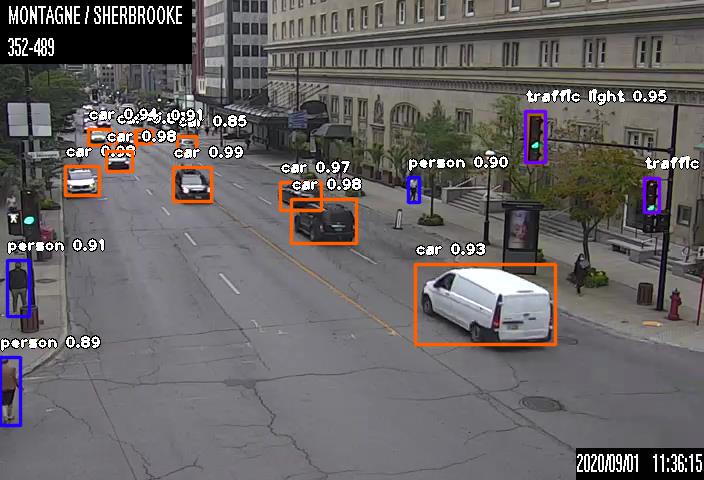 MONTAGNE / SHERBROOKE
352-489
traffic light 0.95
car 0.85
car 0.98
car 0.99
person 0.90
traffic
car 0.97
car 0.98
person 0.91
car 0.93
person 0.89
2020/09/01 11:36:15